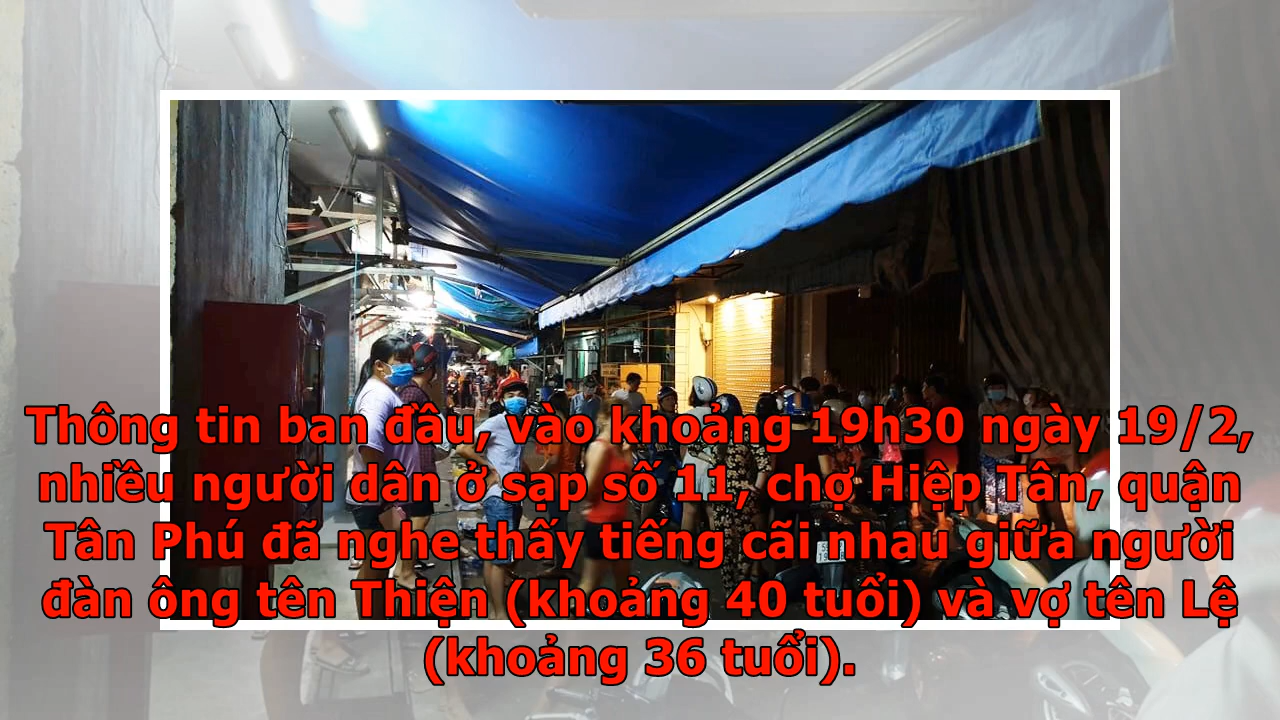 Thông tin ban đầu, vào khoảng 19h30 ngày 19/2,
nhiều người dân ở sạp số 11, chợ Hiệp Tân, quận
Tân Phú đã nghe thấy tiếng cãi nhau giữa người
đàn ông tên Thiện (khoảng 40 tuổi) và vợ tên Lệ
(khoảng 36 tuổi).